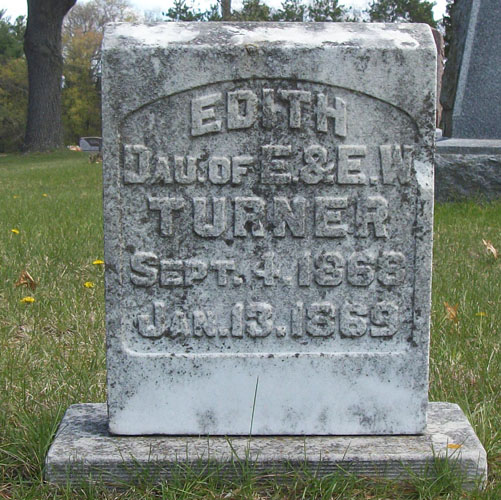 EDITH
DAU. OF E. & E. W.
TURNER
SEPT. 4. 1868
JAN. 13. 1869